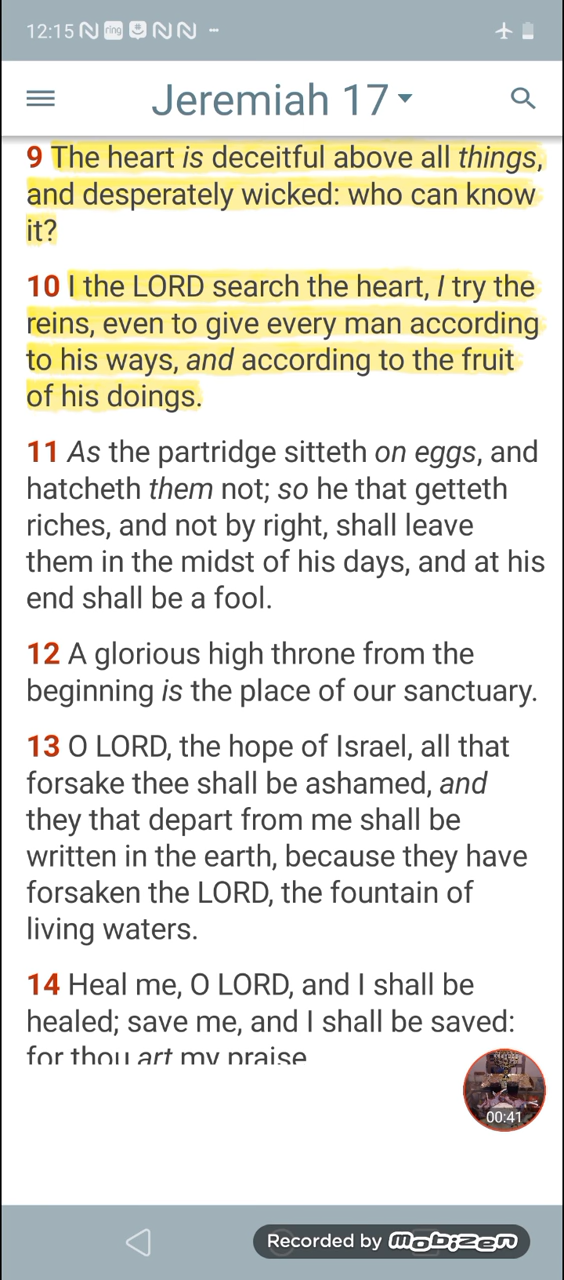 12:15
ring
Jeremiah 17
9 The heart is deceitful above all things,
and desperately wicked: who can know
it?
10 I the LORD search the heart, I try the
reins, even to give every man according
to his ways, and according to the fruit
of his doings.
11 As the partridge sitteth on eggs, and
hatcheth them not; so he that getteth
riches, and not by right, shall leave
them in the midst of his days, and at his
end shall be a fool.
12 A glorious high throne from the
beginning is the place of our sanctuary.
13 O LORD, the hope of Israel, all that
forsake thee shall be ashamed, and
they that depart from me shall be
written in the earth, because they have
forsaken the LORD, the fountain of
living waters.
14 Heal me, O LORD, and I shall be
healed; save me, and I shall be saved:
for thou art my praise
00:41
Recorded by mobizen